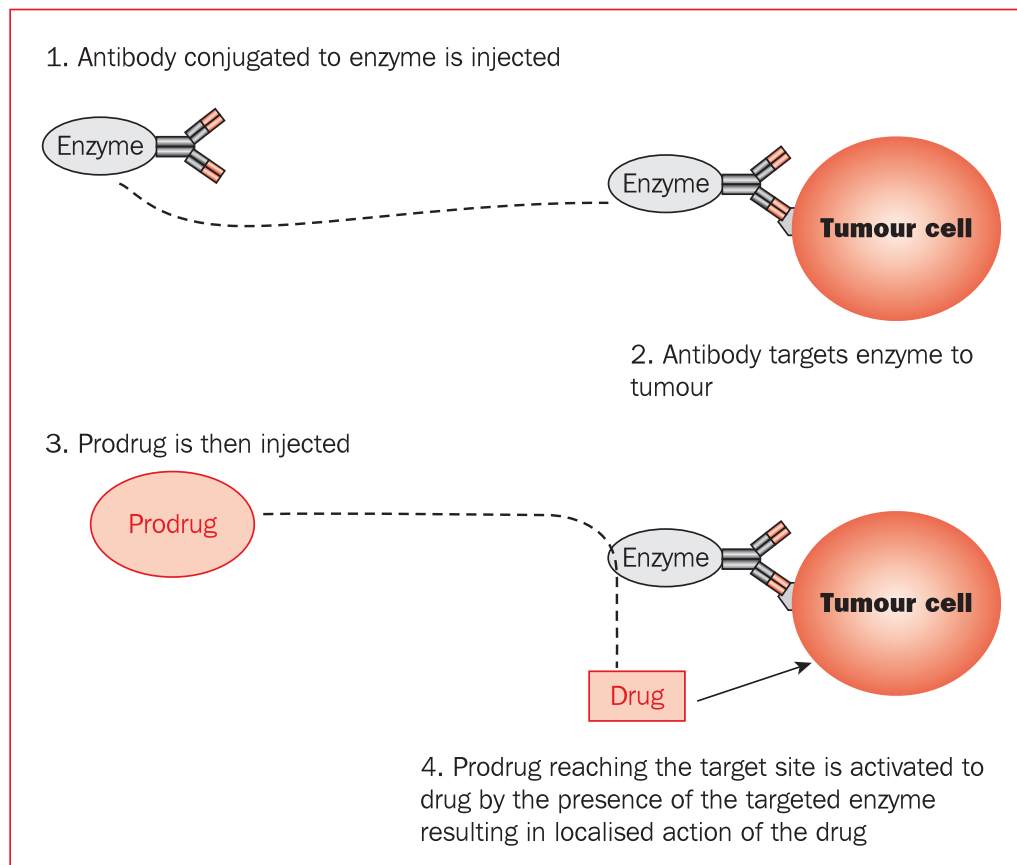 1. Antibody conjugated to enzyme is injected
Enzyme
Enzyme
Tumour cell
2. Antibody targets enzyme to
tumour
3. Prodrug is then injected
Prodrug
Enzyme
Tumour cell
Drug
4. Prodrug reaching the target site is activated to
drug by the presence of the targeted enzyme
resulting in localised action of the drug